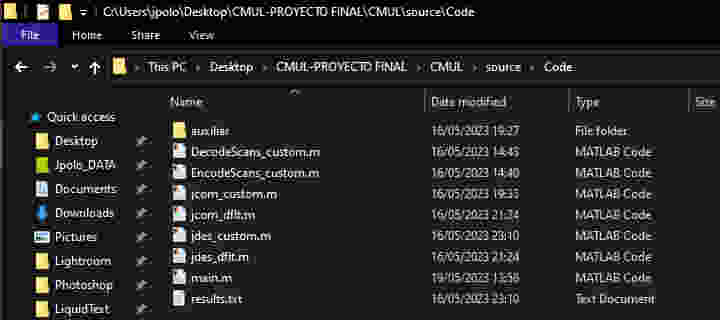 C:\Users\jpolo\Desktop\CMUL-PROYECTO FINAL\CMUL\source\Code
File Home Share View
This PC Desktop CMUL-PROYECTO FINAL CMUL source Code
Name Date modified Type Size
Quick access
Desktop
Jpolo_DATA
Documents
Downloads
Pictures
Lightroom
Photoshop
LiquidText
auxiliar 16/05/2023 19:27 File folder
DecodeScans_custom.m 16/05/2023 14:43 MATLAB Code
EncodeScans_custom.m 16/05/2023 14:40 MATLAB Code
jcom_custom.m 16/05/2023 MATLAB Code
jcom_dflt.m 16/05/2023 21:24 MATLAB Code
jdes_custom.m 16/05/2023 23:10 MATLAB Code
jdes_dflt.m 16/05/2023 21:24 MATLAB Code
main.m 19/05/2023 MATLAB Code
results.txt 16/05/2023 23:10 Text Document